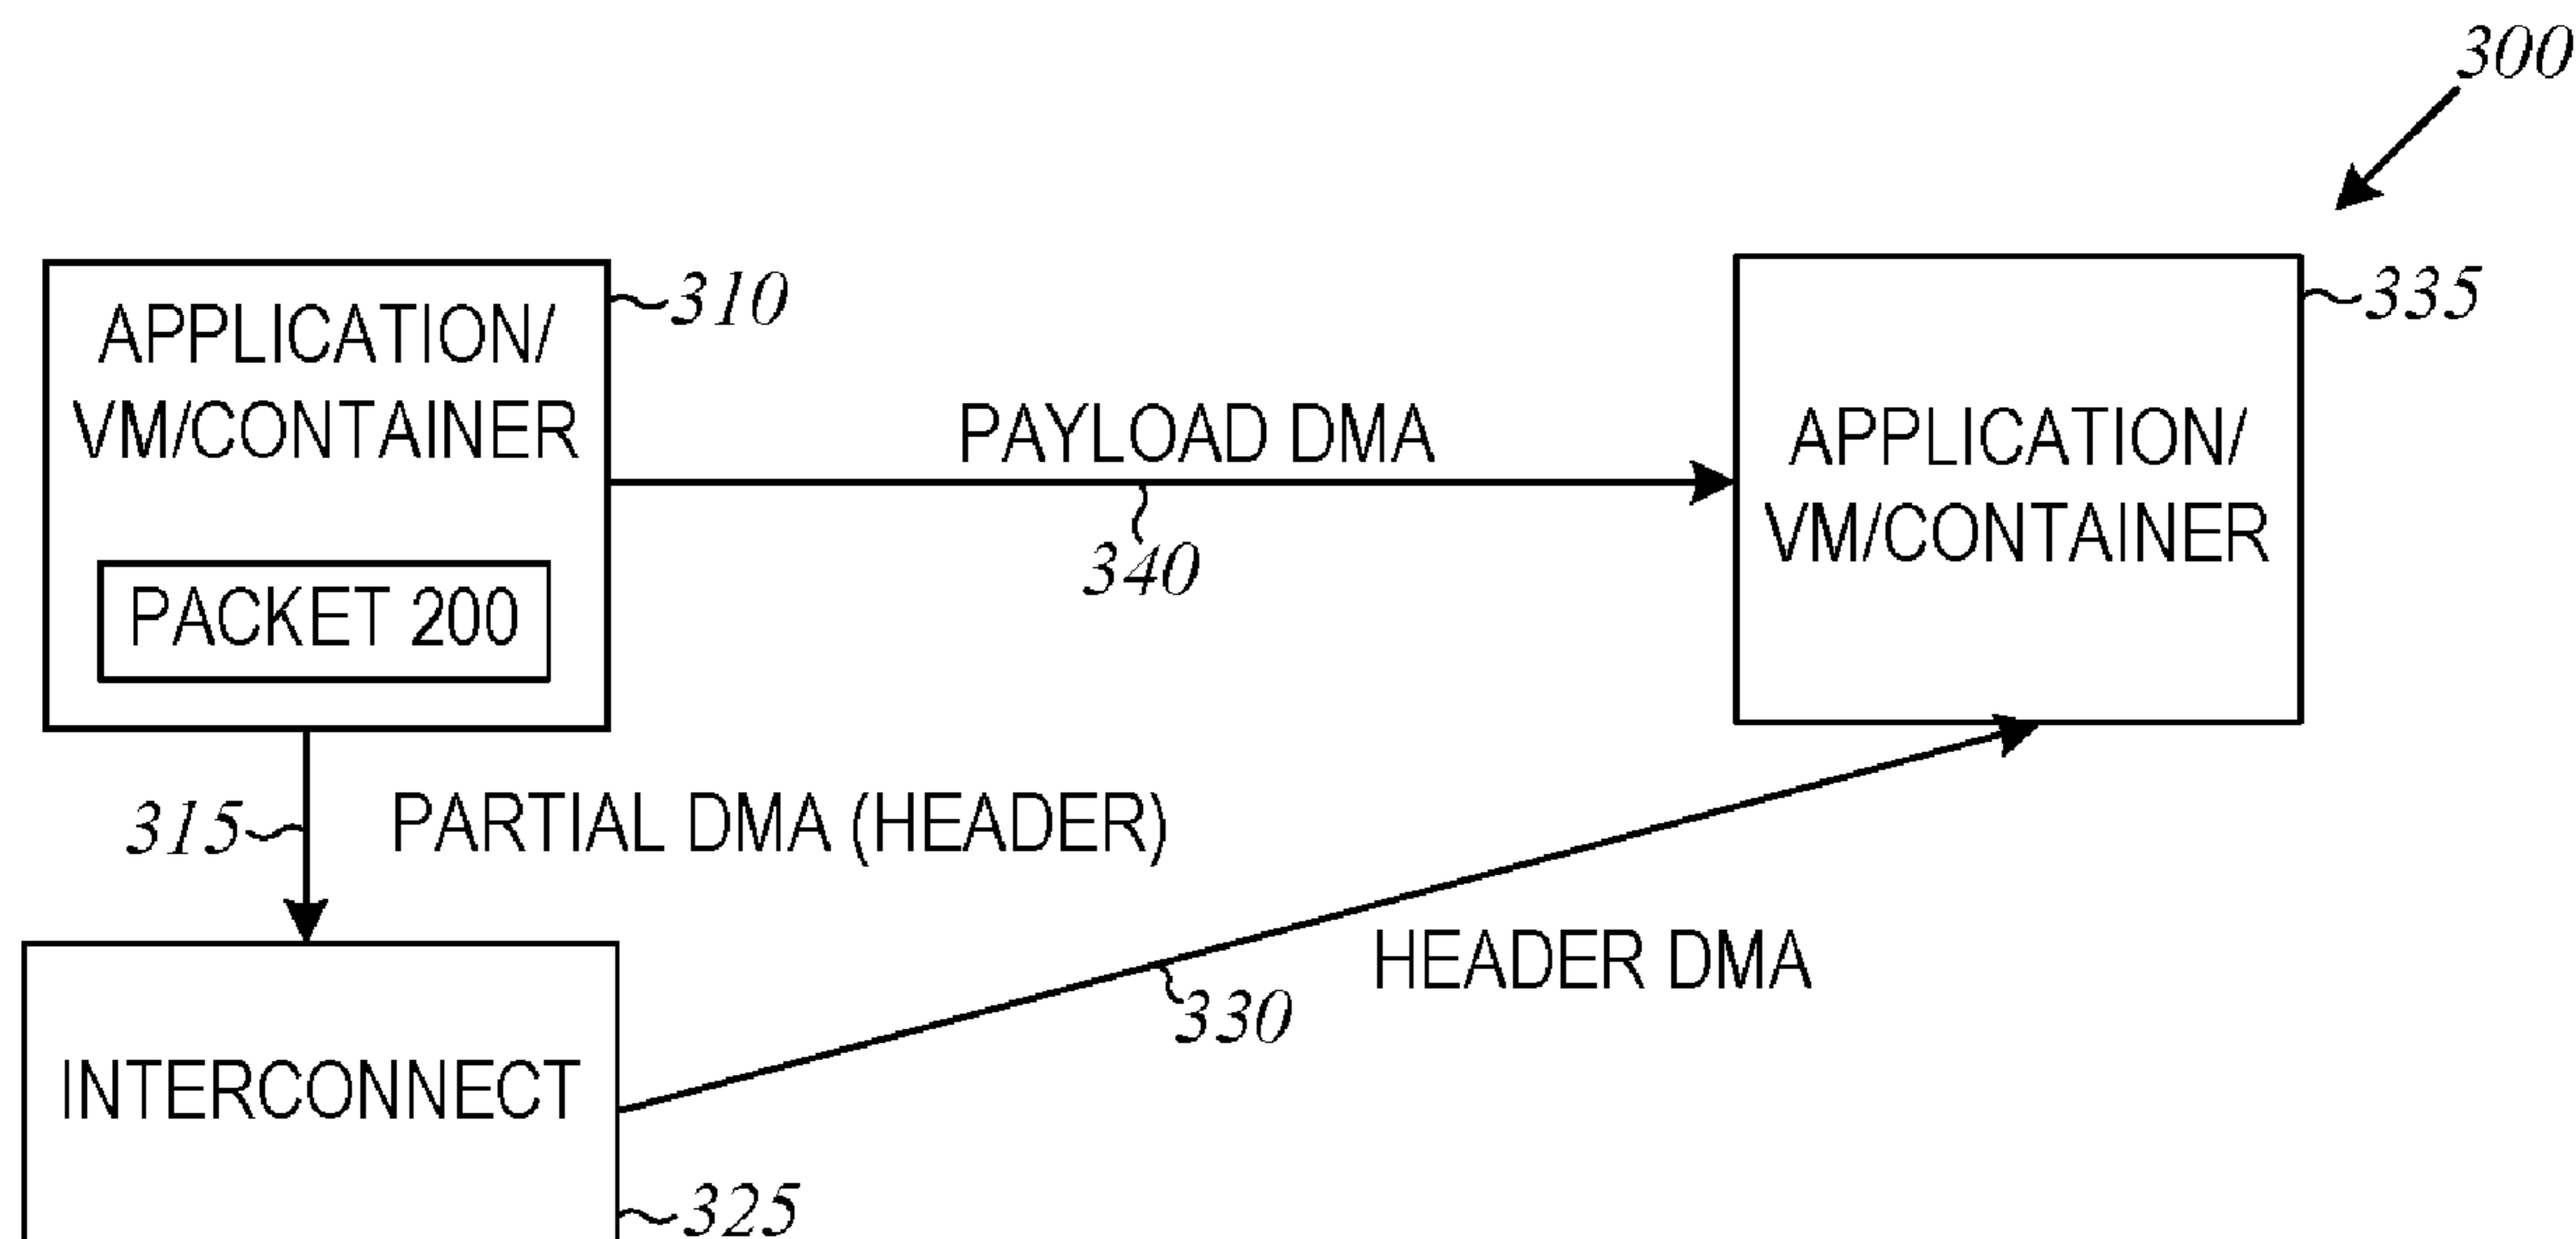 300
310
335
APPLICATION/
VM/CONTAINER
PACKET 200
PAYLOAD DMA
340
APPLICATION/
VM/CONTAINER
315
PARTIAL DMA (HEADER)
HEADER DMA
330
INTERCONNECT
325